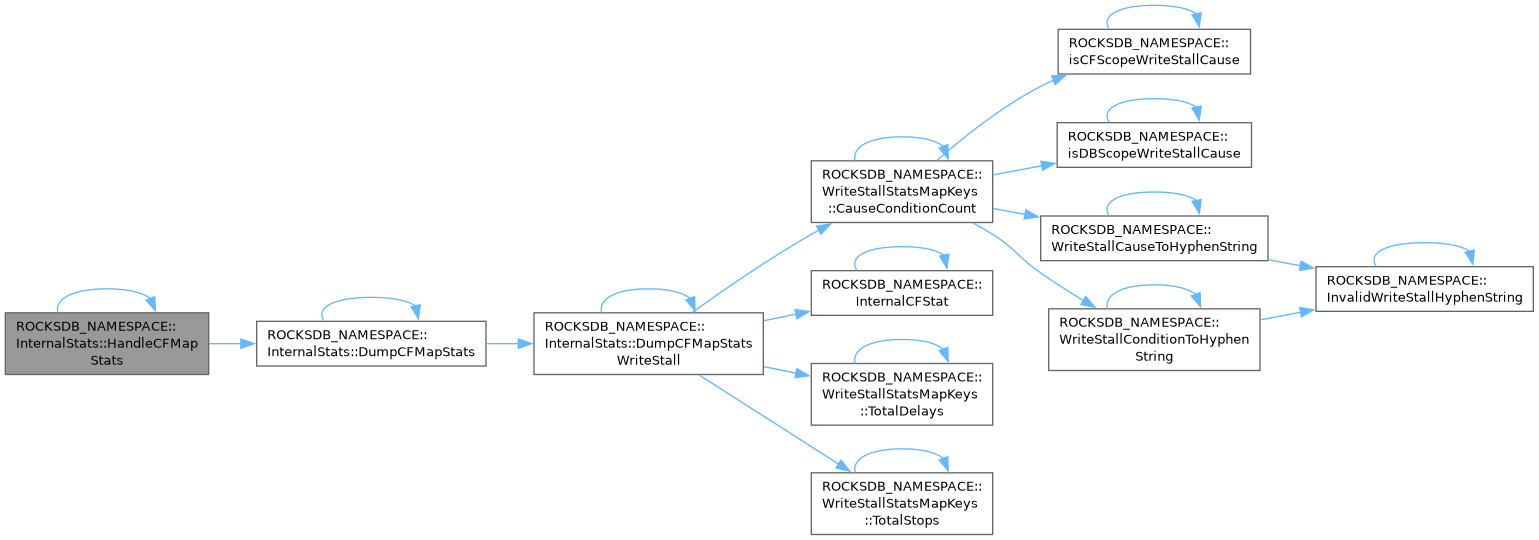 ROCKSDB_NAMESPACE::
InternalStats::HandleCFMap
Stats
ROCKSDB_NAMESPACE::
InternalStats::DumpCFMapStats
ROCKSDB_NAMESPACE::
InternalStats::DumpCFMapStats
WriteStall
ROCKSDB_NAMESPACE::
WriteStallStatsMapKeys
::CauseConditionCount
ROCKSDB_NAMESPACE::
InternalCFStat
ROCKSDB_NAMESPACE::
WriteStallStatsMapKeys
::TotalDelays
ROCKSDB_NAMESPACE::
WriteStallStatsMapKeys
::TotalStops
ROCKSDB_NAMESPACE::
isCFScopeWriteStallCause
ROCKSDB_NAMESPACE::
isDBScopeWriteStallCause
ROCKSDB_NAMESPACE::
WriteStallCauseToHyphenString
ROCKSDB_NAMESPACE::
WriteStallConditionToHyphen
String
ROCKSDB_NAMESPACE::
InvalidWriteStallHyphenString